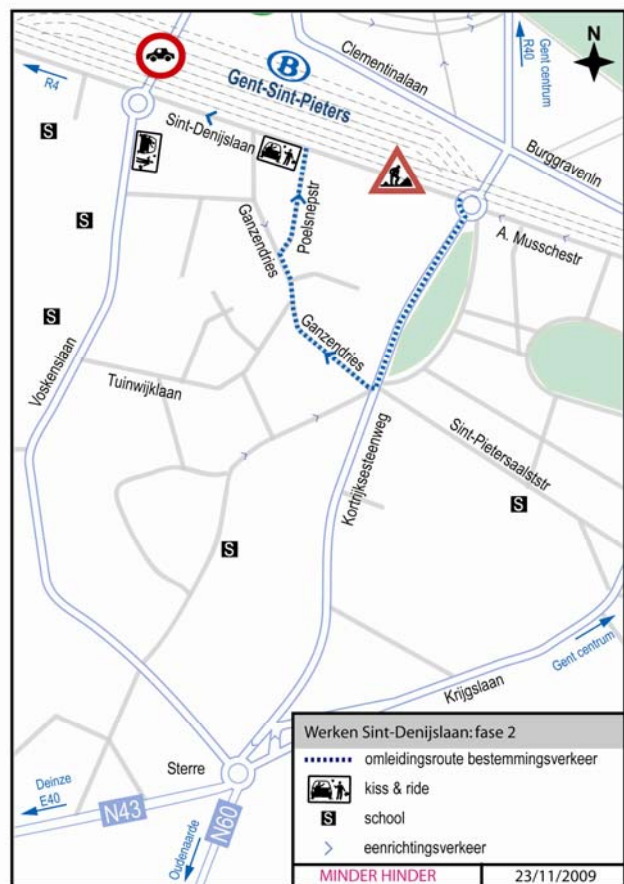 N
Clementinalaan
Gent centrum
R40
R4
B
Gent-Sint-Pieters
Sint-Denijslaan
Burggravenln
S
S
S
Poelsnepstr
Ganzendries
A. Musschestr
Ganzendries
Voskenslaan
Tuinwijklaan
Kortrijksesteenweg
Sint-Pietersaalststr
S
S
Gent centrum
Krijgslaan
Sterre
Deinze
E40
N43
N60
Oudenaarde
Werken Sint-Denijslaan: fase 2
omleidingsroute bestemmingsverkeer
kiss & ride
S school
eenrichtingsverkeer
MINDER HINDER 23/11/2009